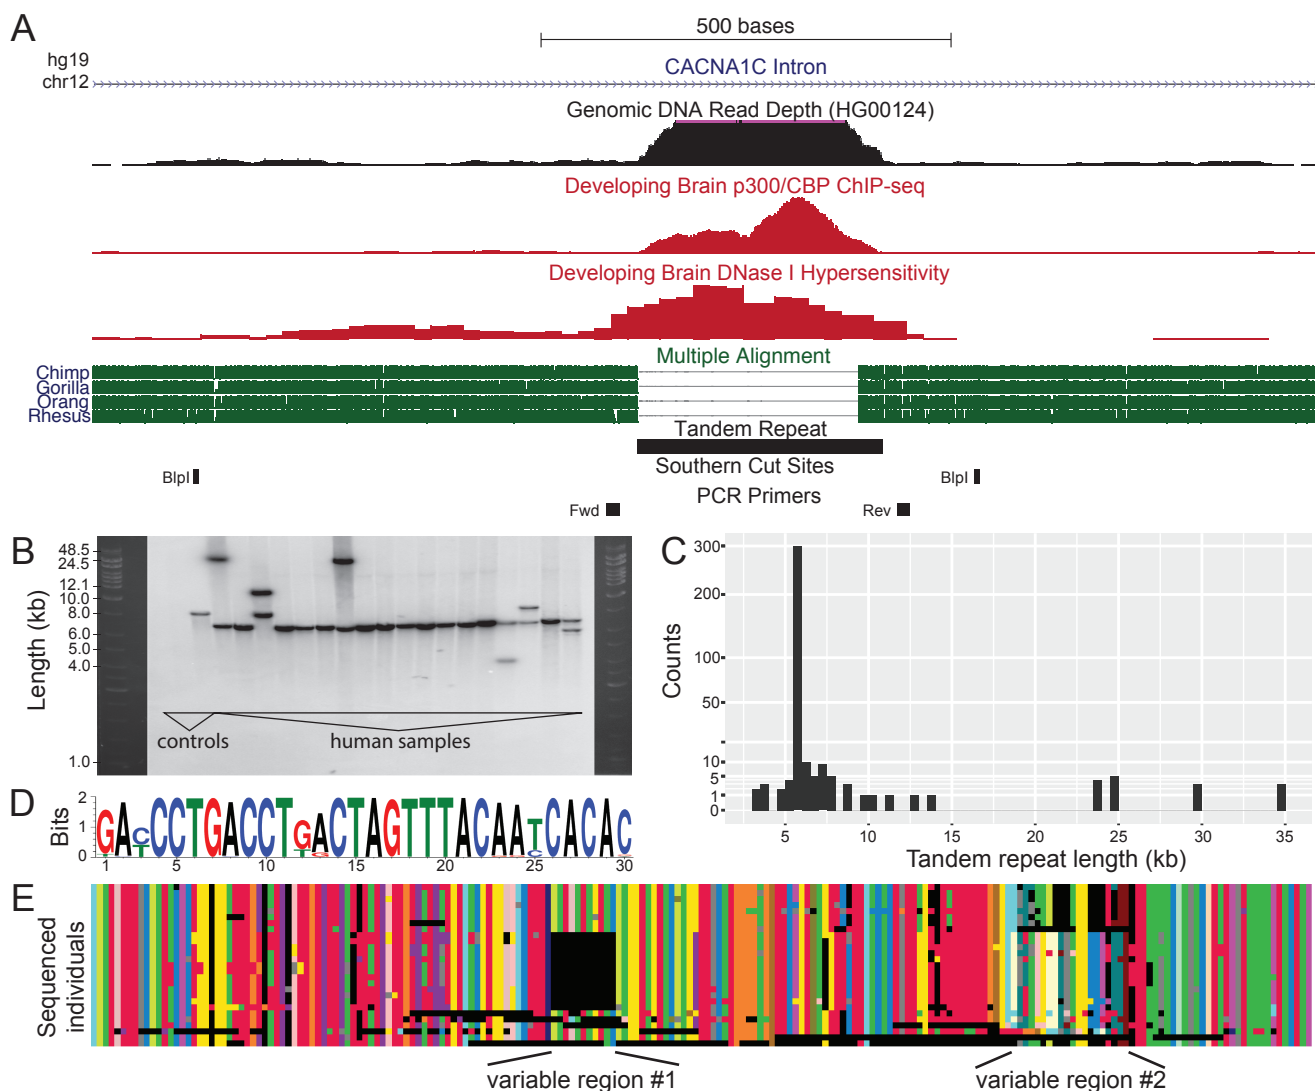 A
500 bases
hg19
chr12
CACNA1C Intron
Genomic DNA Read Depth (HG00124)
Developing Brain p300/CBP ChIP-seq
Developing Brain DNase I Hypersensitivity
Multiple Alignment
Chimp
Gorilla
Orang
Rhesus
Tandem Repeat
Southern Cut Sites
BlpI
BlpI
PCR Primers
Fwd
Rev
B
Length (kb)
48.5
24.5
12.1
10.0
8.0
6.0
5.0
4.0
1.0
controls
human samples
C
Counts
300
200
100
50
10
5
1
0
5 10 15 20 25 30 35
Tandem repeat length (kb)
D
Bits
2
1
0
GACCCTGACCTGACTAGTTTACAATCACAC
1 5 10 15 20 25 30
E
Sequenced
individuals
variable region #1
variable region #2